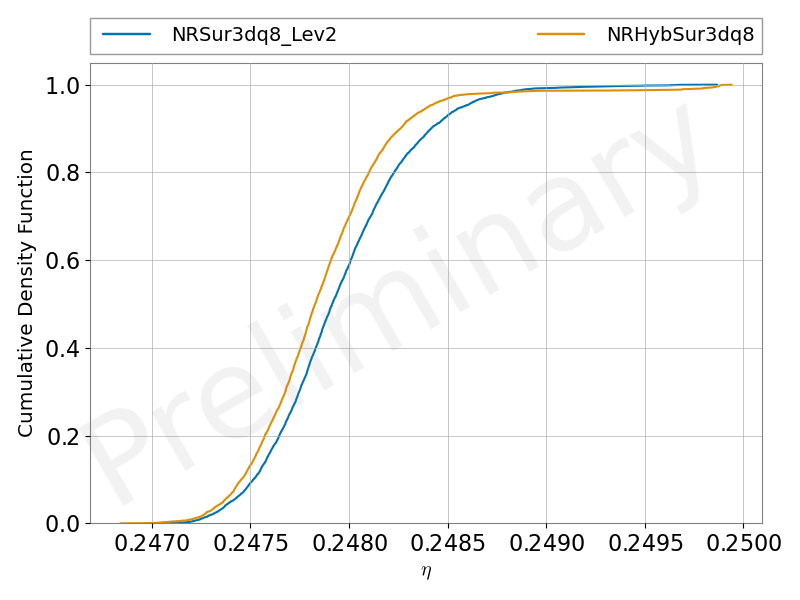 NRSur3dq8_Lev2 NRHybSur3dq8
1.0
0.8
0.6
0.4
0.2
0.0
Cumulative Density Function
Preliminary
0.2470 0.2475 0.2480 0.2485 0.2490 0.2495 0.2500
η